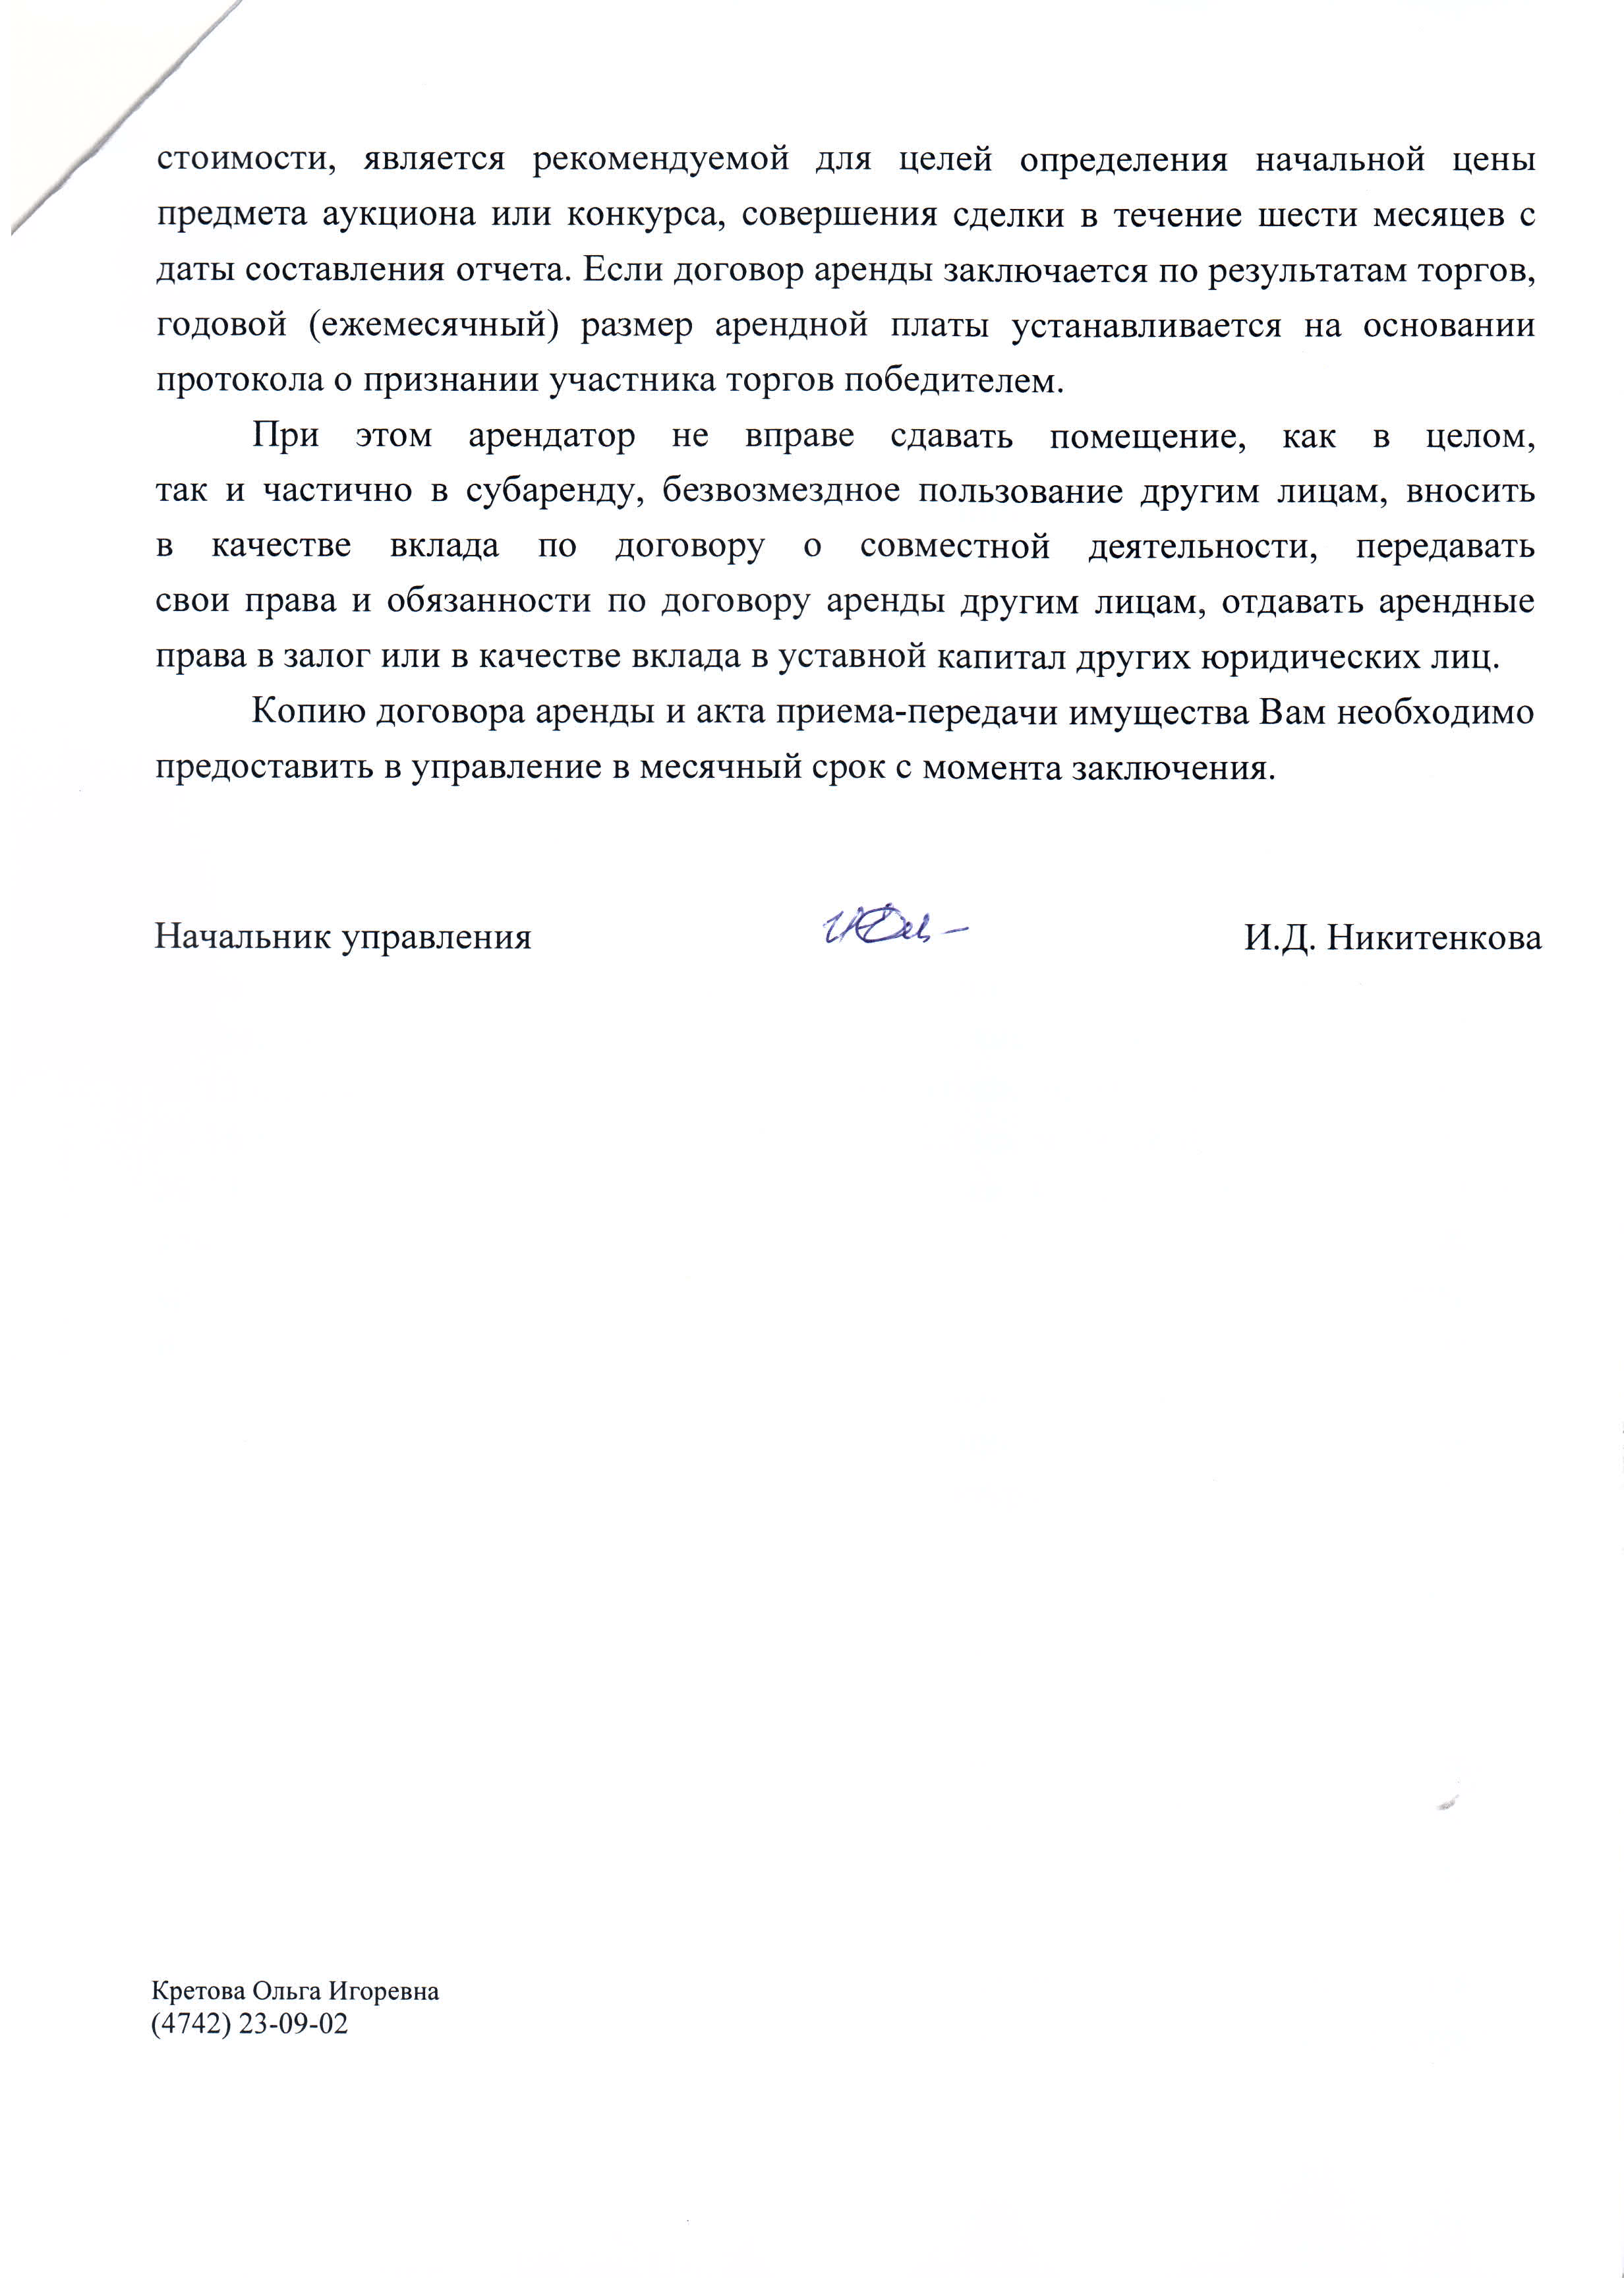 стоимости, является рекомендуемой для целей определения начальной цены
предмета аукциона или конкурса, совершения сделки в течение шести месяцев с
даты составления отчета. Если договор аренды заключается по результатам торгов,
годовой (ежемесячный) размер арендной платы устанавливается на основании
протокола о признании участника торгов победителем.
При этом арендатор не вправе сдавать помещение, как в целом,
так и частично в субаренду, безвозмездное пользование другим лицам, вносить
в качестве вклада по договору о совместной деятельности, передавать
свои права и обязанности по договору аренды другим лицам, отдавать арендные
права в залог или в качестве вклада в уставной капитал других юридических лиц.
Копию договора аренды и акта приема-передачи имущества Вам необходимо
предоставить в управление в месячный срок с момента заключения.
Начальник управления И.Д. Никитенкова
Кретова Ольга Игоревна
(4742) 23-09-02